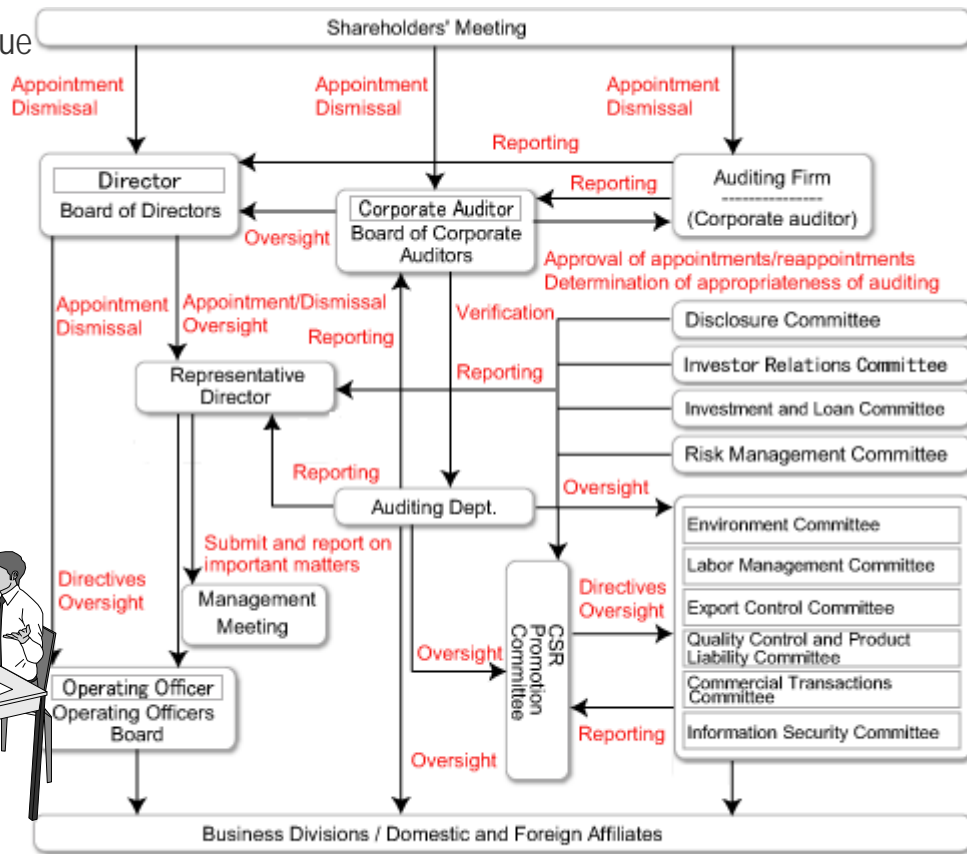 Shareholders' Meeting
ue
Appointment
Dismissal
Appointment
Dismissal
Appointment
Dismissal
Reporting
Director
Board of Directors
Reporting
Auditing Firm
---------------
(Corporate auditor)
Oversight
Corporate Auditor
Board of Corporate
Auditors
Approval of appointments/reappointments
Determination of appropriateness of auditing
Appointment
Dismissal
Appointment/Dismissal
Oversight
Reporting
Verification
Disclosure Committee
Representative
Director
Reporting
Investor Relations Committee
Investment and Loan Committee
Risk Management Committee
Reporting
Auditing Dept.
Oversight
Environment Committee
Submit and report on
important matters
Labor Management Committee
Directives
Oversight
Management
Meeting
CSR
Promotion
Committee
Directives
Oversight
Export Control Committee
Quality Control and Product
Liability Committee
Oversight
Commercial Transactions
Committee
Operating Officer
Operating Officers
Board
Reporting
Information Security Committee
Oversight
Business Divisions / Domestic and Foreign Affiliates